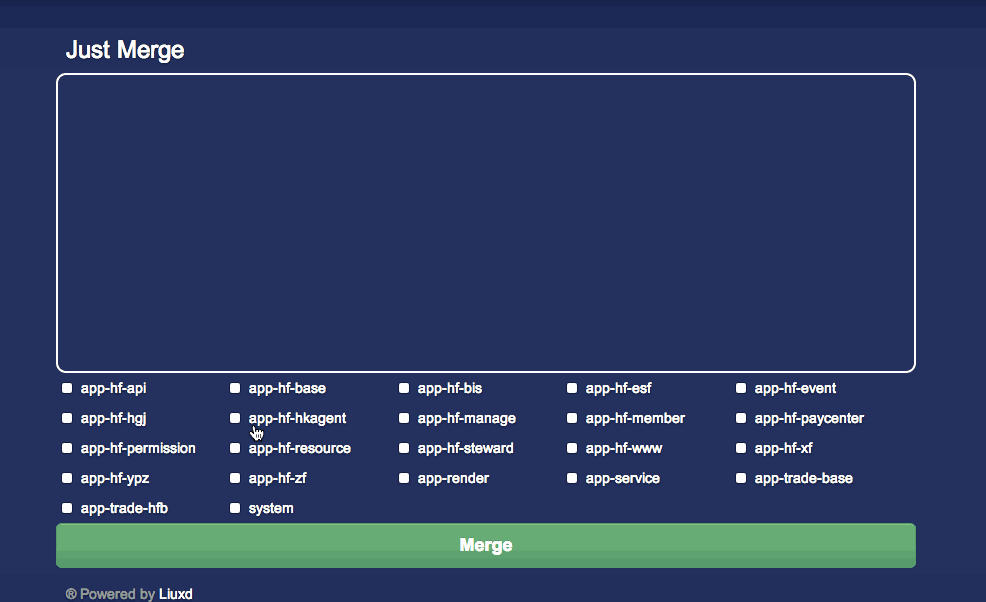 Just Merge
app-hf-api app-hf-base app-hf-bis app-hf-esf app-hf-event
app-hf-hgj app-hf-hkagent app-hf-manage app-hf-member app-hf-paycenter
app-hf-permission app-hf-resource app-hf-steward app-hf-www app-hf-xf
app-hf-ypz app-hf-zf app-render app-service app-trade-base
app-trade-hfb system
Merge
® Powered by Liuxd